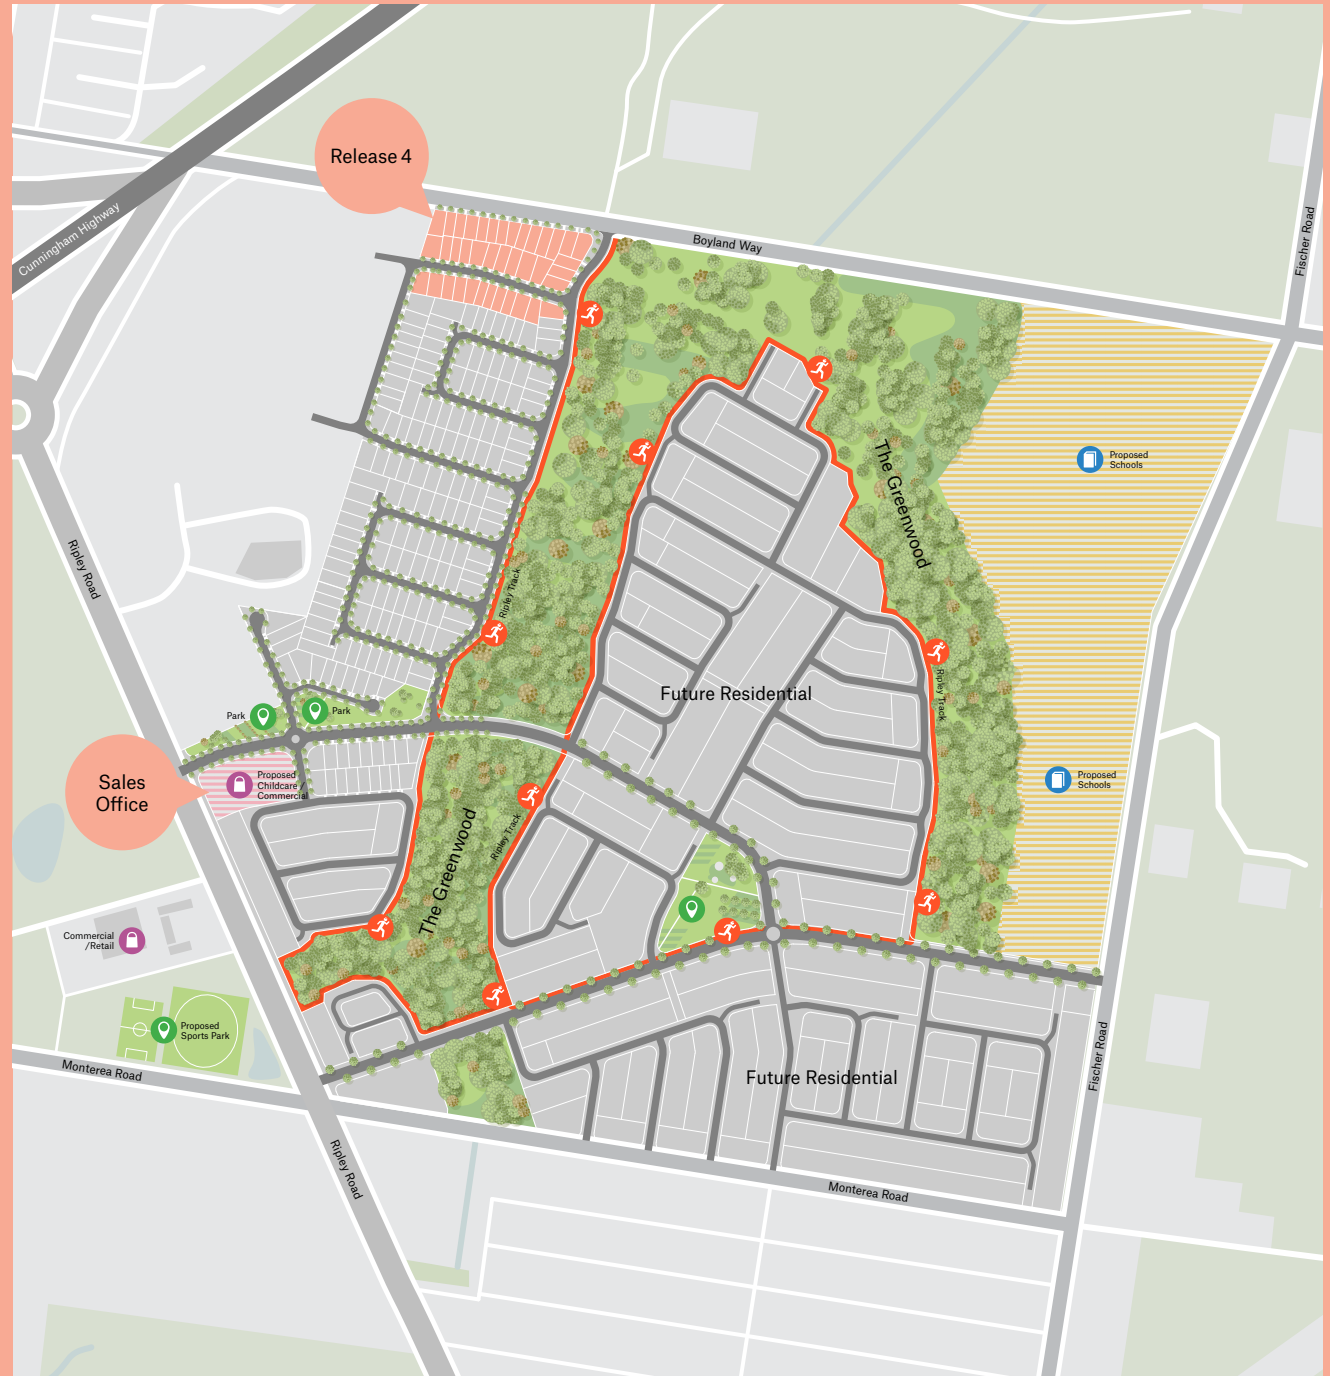 Release 4
Cunningham Highway
Boyland Way
Fischer Road
The Greenwood
Proposed
Schools
Ripley Road
Ripley Track
Future Residential
Ripley Track
Park
Park
Sales
Office
Proposed
Childcare /
Commercial
Proposed
Schools
The Greenwood
Ripley Track
Commercial
/Retail
Proposed
Sports Park
Monterea Road
Future Residential
Fischer Road
Ripley Road
Monterea Road